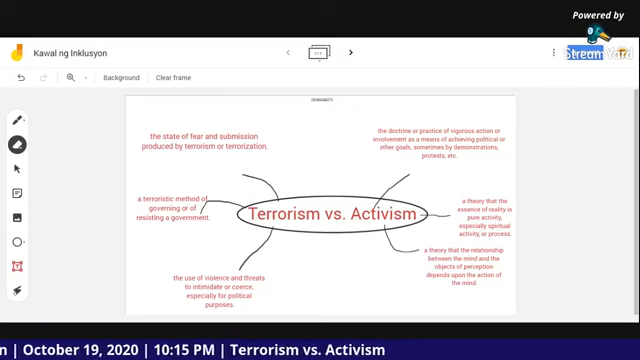 Powered by
StreamYard
Kawal ng Inklusyon
1/1
Background
Clear frame
the state of fear and submission
produced by terrorism or terrorization.
the doctrine or practice of vigorous action or
involvement as a means of achieving political or
other goals, sometimes by demonstrations,
protests, etc.
a terroristic method of
governing or of
resisting a government.
Terrorism vs. Activism
a theory that the
essence of reality is
pure activity,
especially spiritual
activity, or process.
a theory that the relationship
between the mind and the
objects of perception
depends upon the action of
the mind.
the use of violence and threats
to intimidate or coerce,
especially for political
purposes.
n | October 19, 2020 | 10:15 PM | Terrorism vs. Activism